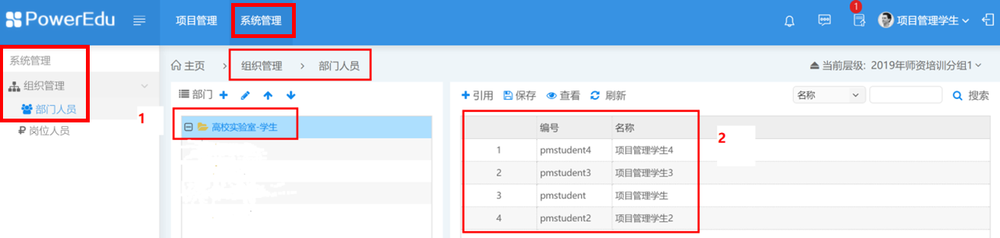 PowerEdu 项目管理 系统管理 1 项目管理学生
系统管理
组织管理
部门人员
岗位人员
1
主页 > 组织管理 > 部门人员 当前层级: 2019年师资培训分组1
部门
高校实验室-学生
引用 保存 查看 刷新 名称 搜索
编号 名称
1 pmstudent4 项目管理学生4
2 pmstudent3 项目管理学生3
3 pmstudent 项目管理学生
4 pmstudent2 项目管理学生2
2